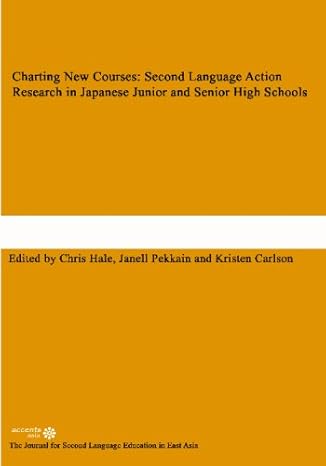 Charting New Courses: Second Language Action
Research in Japanese Junior and Senior High Schools
Edited by Chris Hale, Janell Pekkain and Kristen Carlson
accents
asia
The Journal for Second Language Education in East Asia